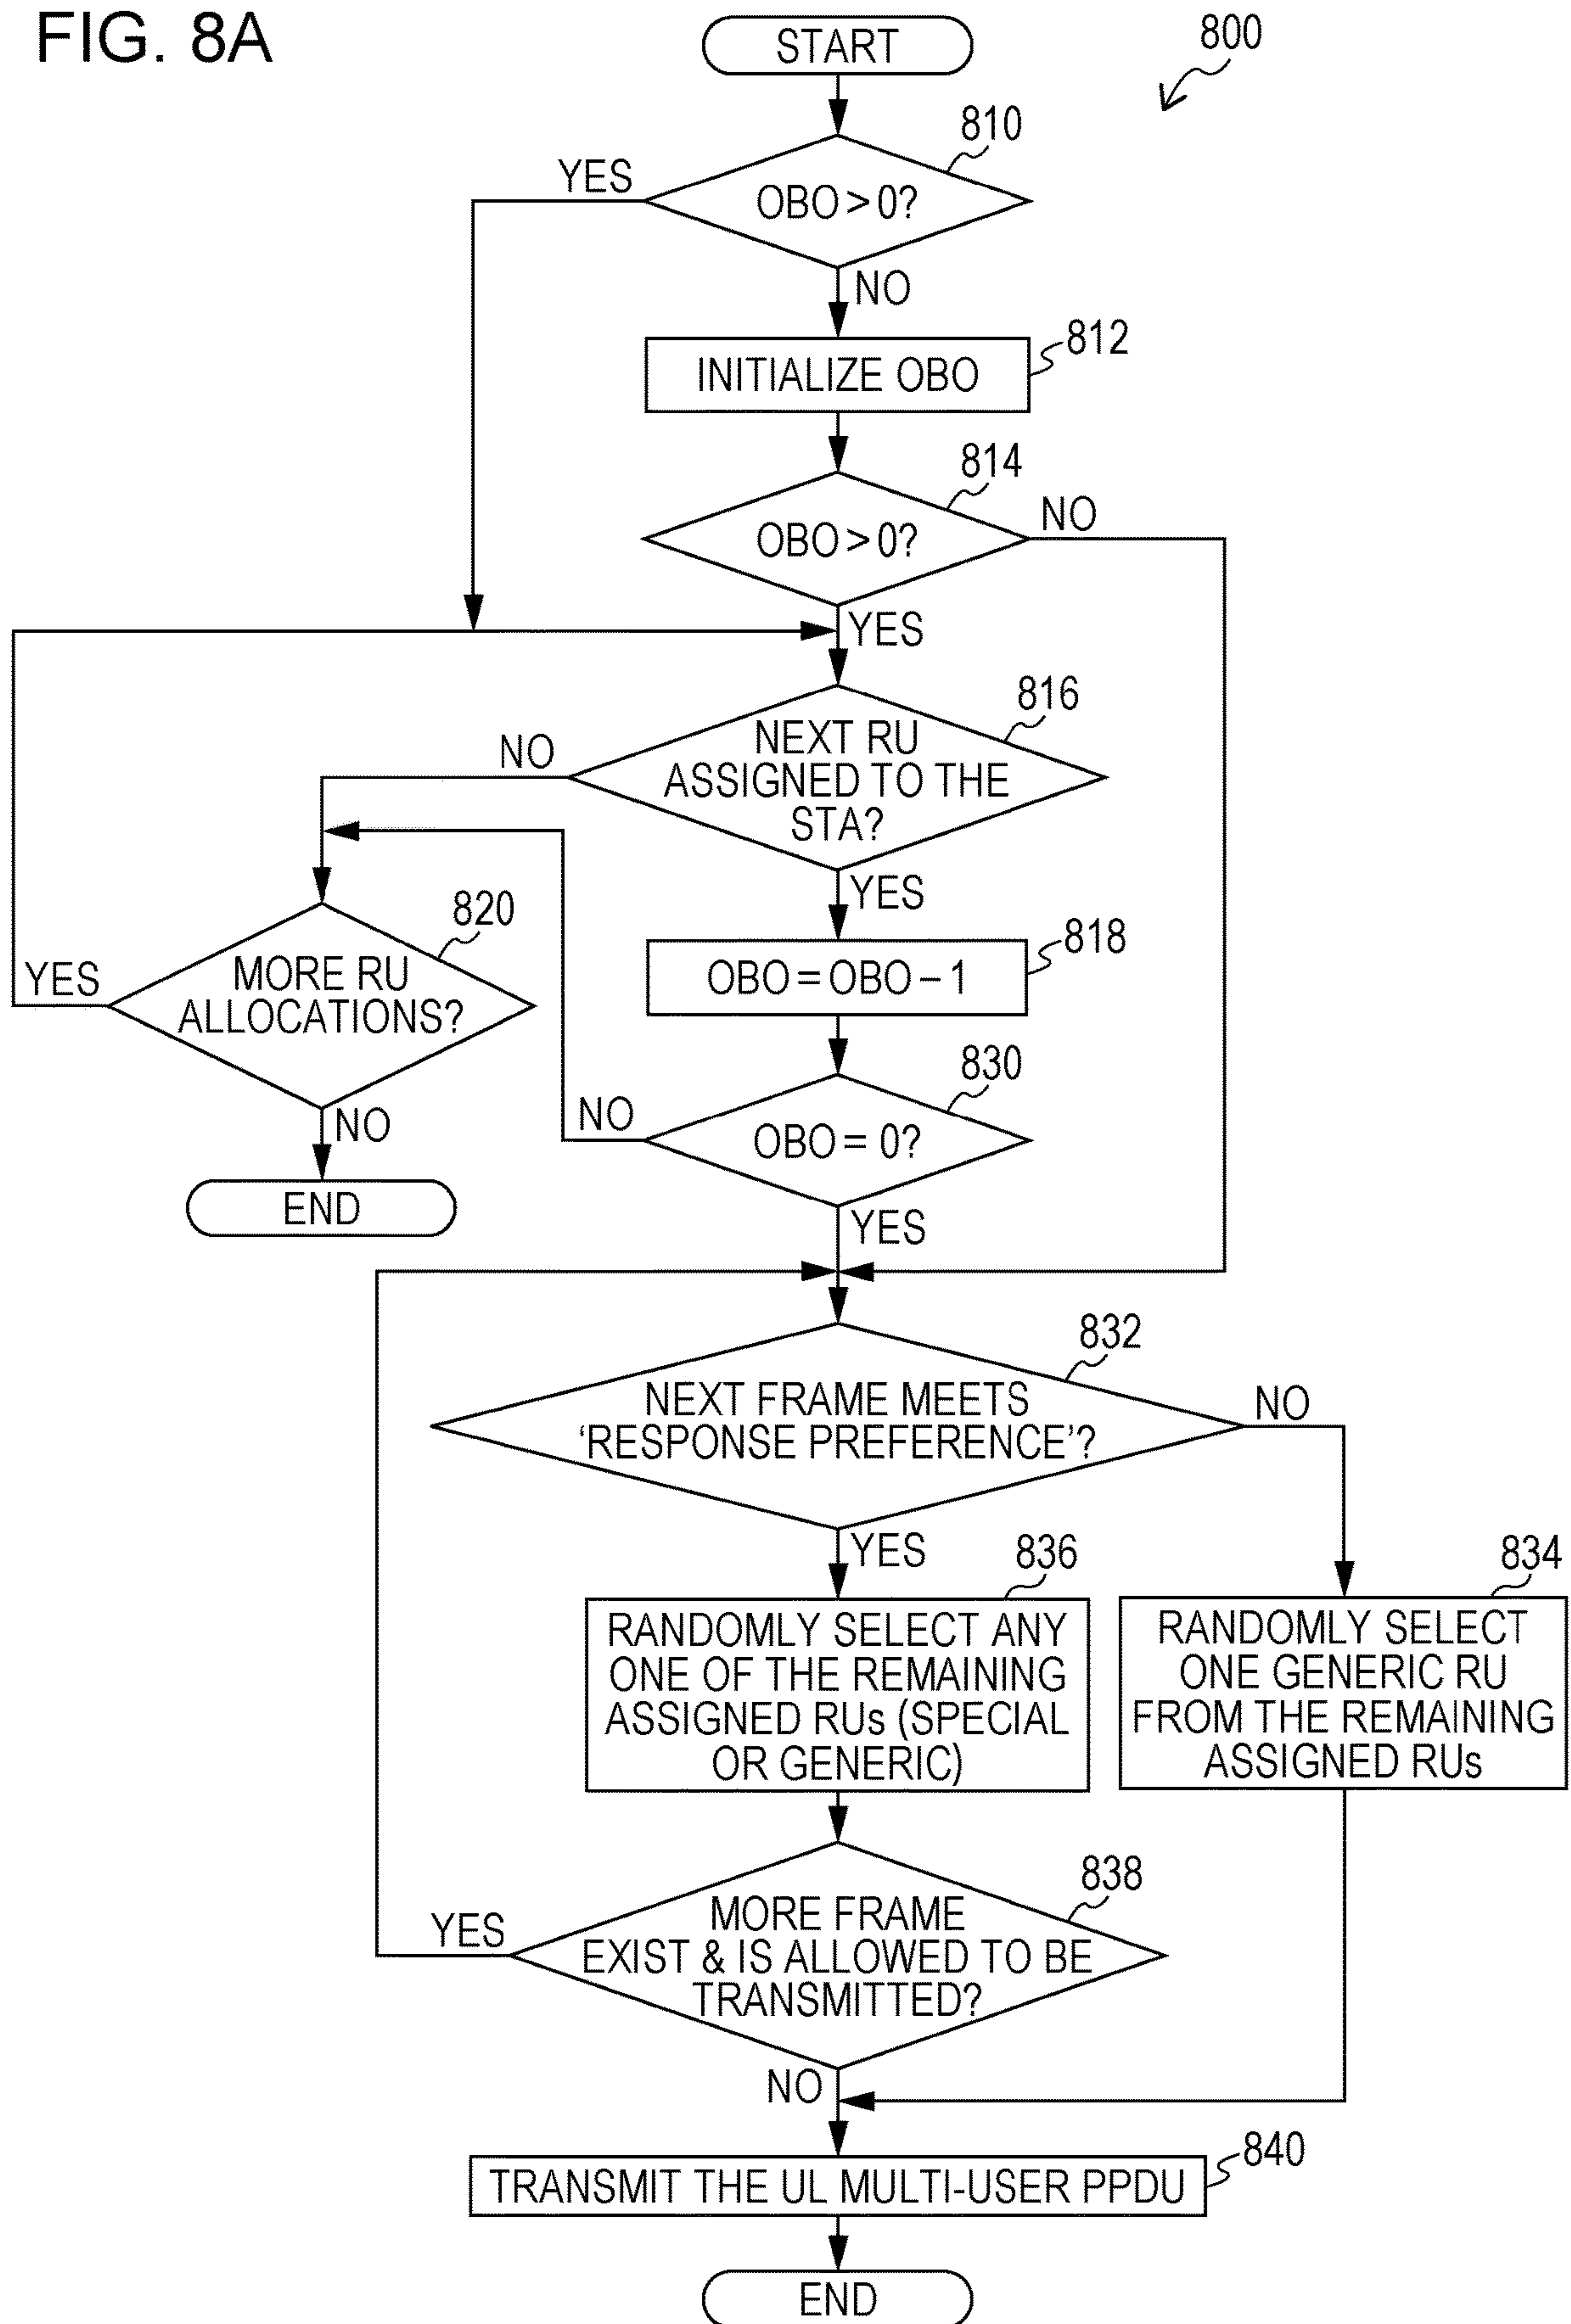 FIG. 8A
START
800
810
YES
OBO > 0?
NO
812
INITIALIZE OBO
814
NO
OBO > 0?
YES
816
NO
NEXT RU
ASSIGNED TO THE
STA?
YES
820
818
MORE RU
ALLOCATIONS?
YES
OBO = OBO – 1
830
NO
NO
OBO = 0?
END
YES
832
NEXT FRAME MEETS
‘RESPONSE PREFERENCE’?
NO
YES
836
834
RANDOMLY SELECT ANY
ONE OF THE REMAINING
ASSIGNED RUs (SPECIAL
OR GENERIC)
RANDOMLY SELECT
ONE GENERIC RU
FROM THE REMAINING
ASSIGNED RUs
838
YES
MORE FRAME
EXIST & IS ALLOWED TO BE
TRANSMITTED?
NO
840
TRANSMIT THE UL MULTI-USER PPDU
END